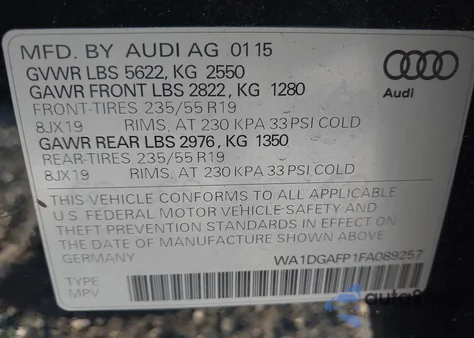 MFD. BY AUDI AG 01 15
GVWR LBS 5622, KG 2550
GAWR FRONT LBS 2822, KG 1280
FRONT-TIRES 235/55 R19
8JX19 RIMS, AT 230 KPA 33 PSI COLD
GAWR REAR LBS 2976, KG 1350
REAR-TIRES 235/55 R19
8JX19 RIMS, AT 230 KPA 33 PSI COLD
Audi
THIS VEHICLE CONFORMS TO ALL APPLICABLE
U.S. FEDERAL MOTOR VEHICLE SAFETY AND
THEFT PREVENTION STANDARDS IN EFFECT ON
THE DATE OF MANUFACTURE SHOWN ABOVE
GERMANY WA1DGAFP1FA089257
TYPE
MPV